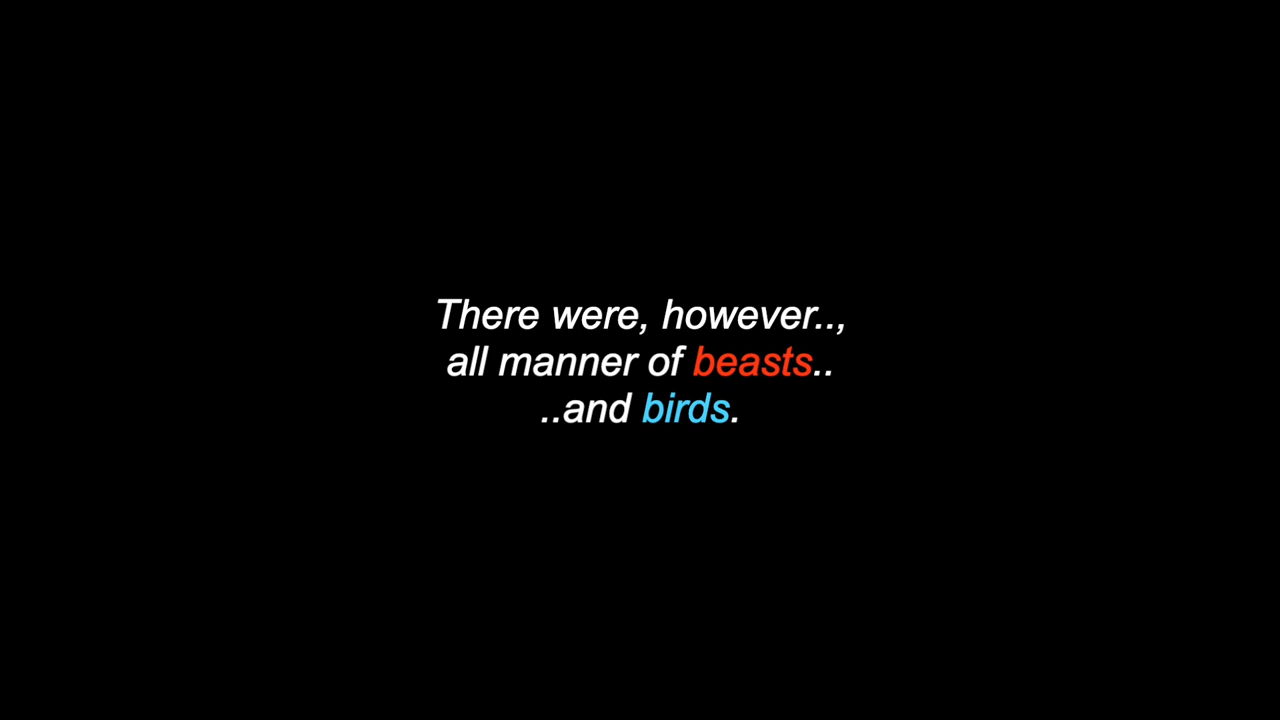 There were, however..,
all manner of beasts..
..and birds.